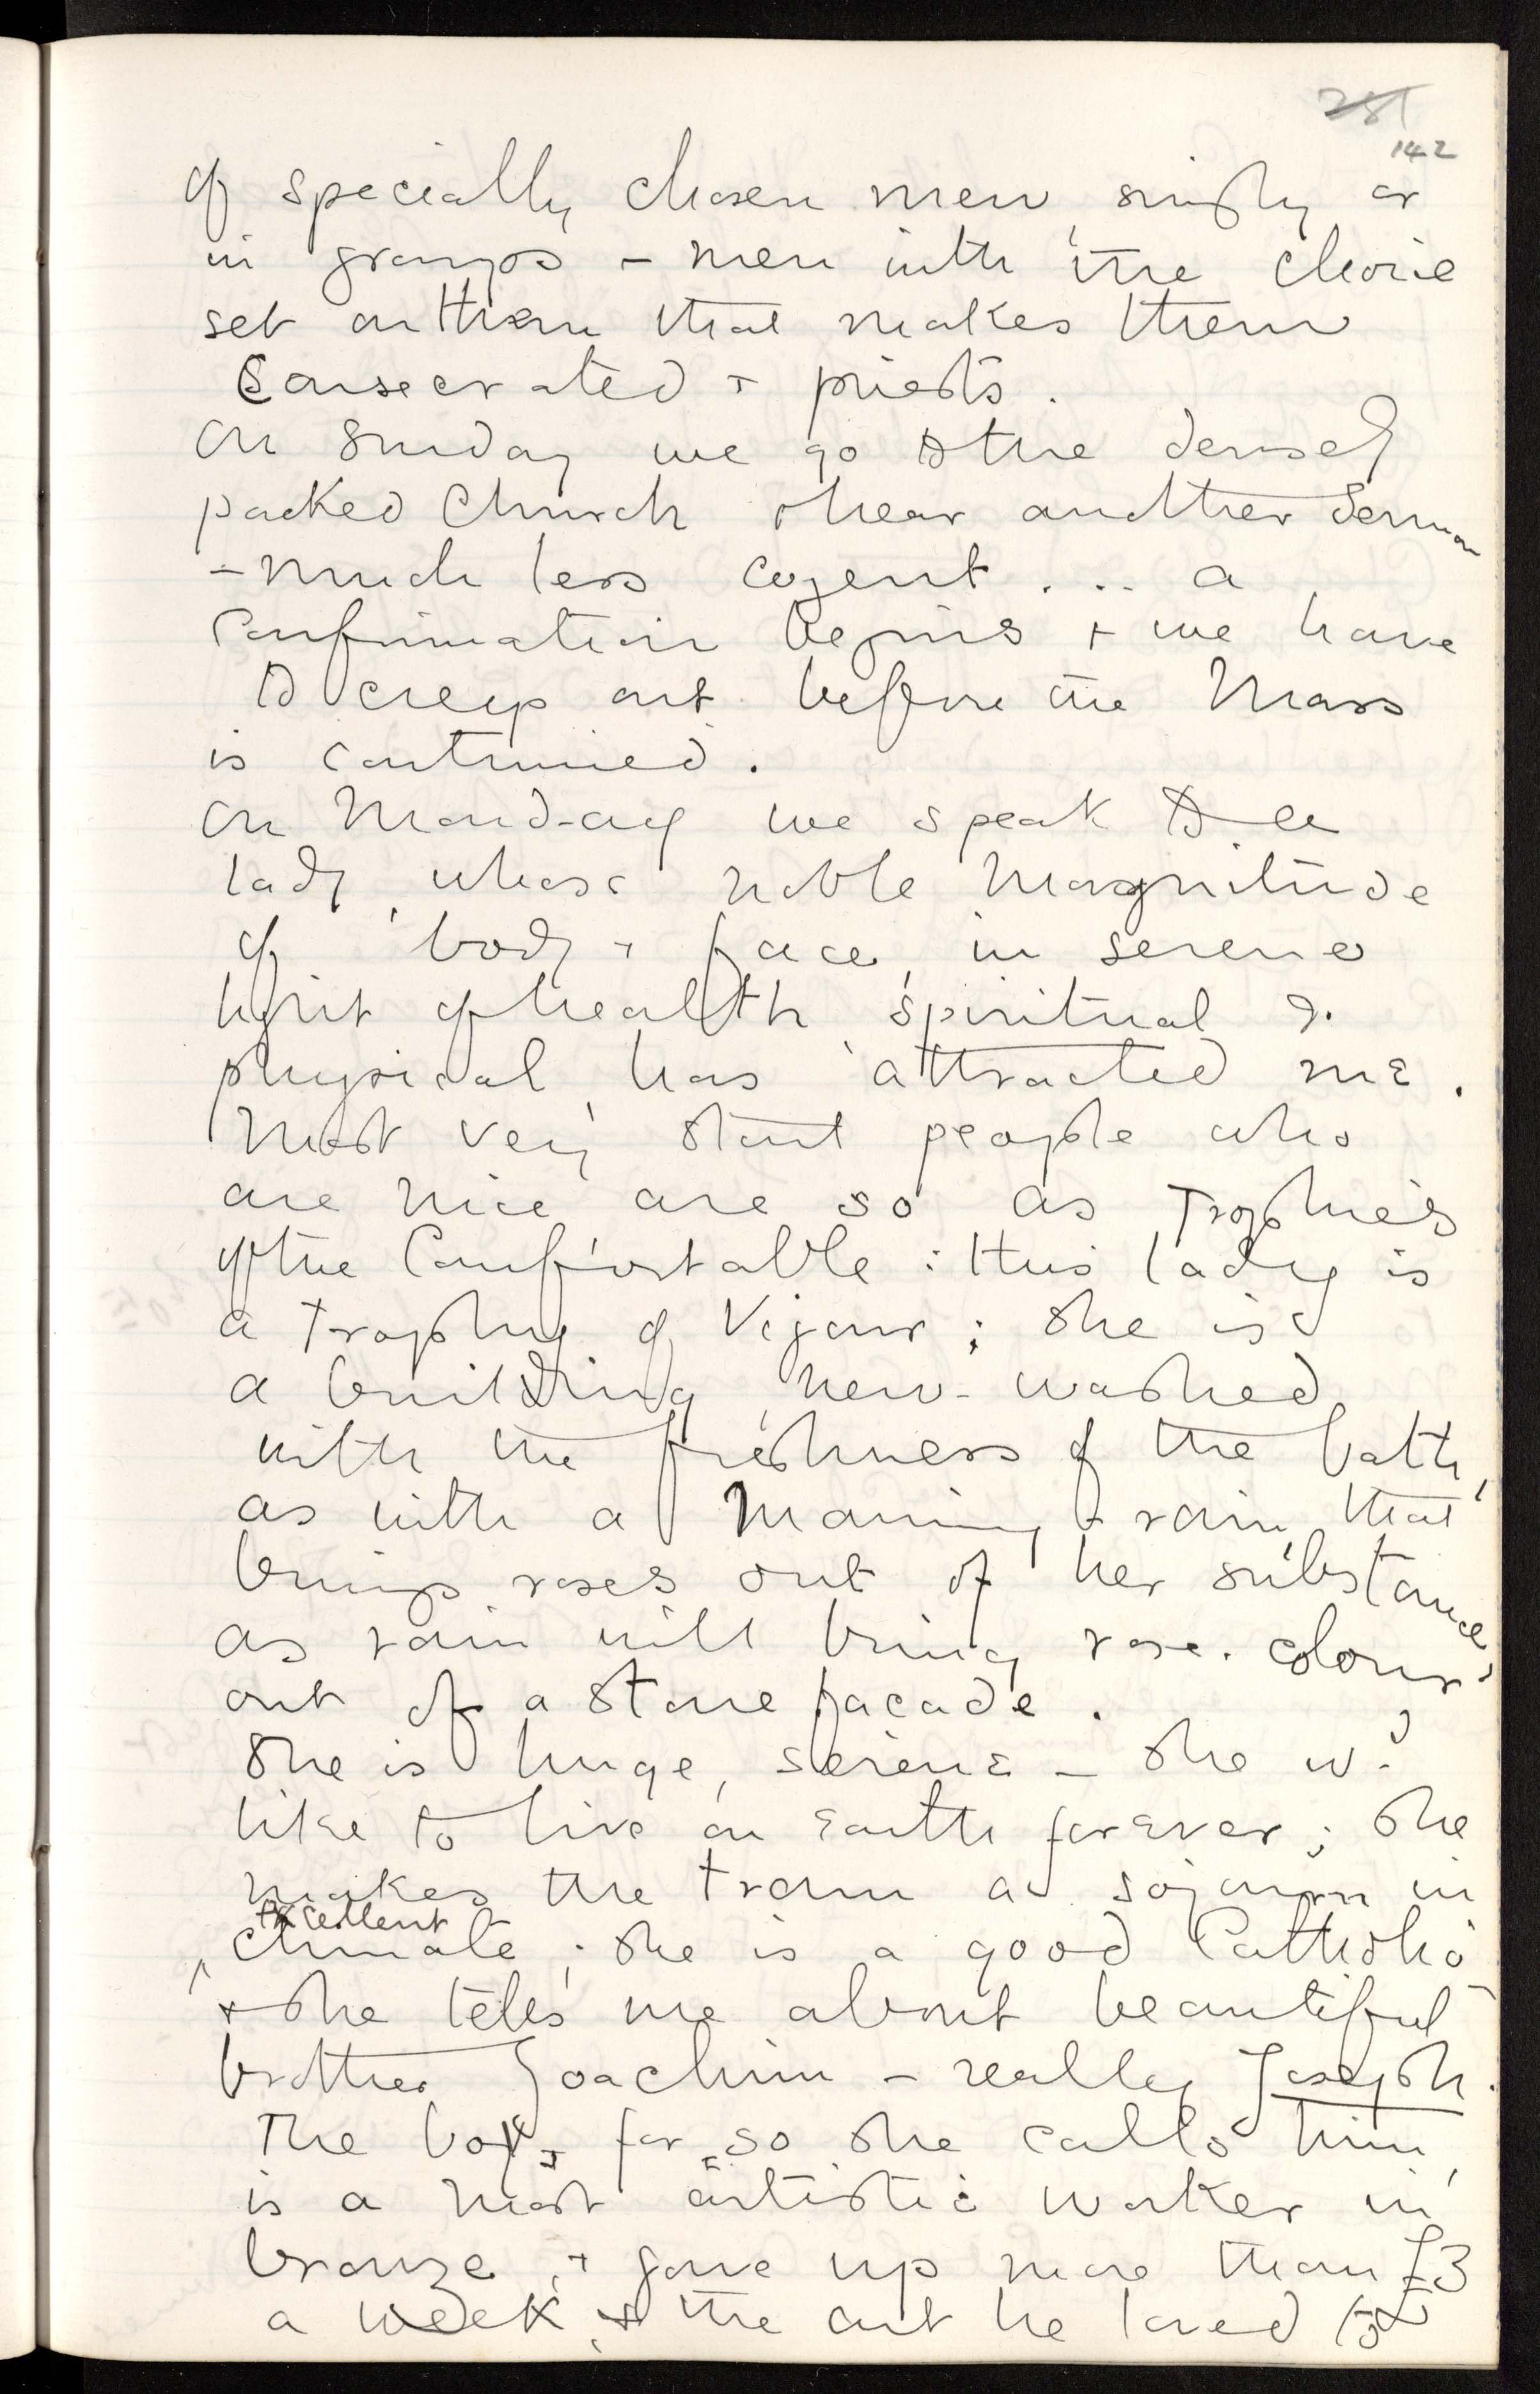 281
142
of specially chosen men, singly or
in groups – men with the choice
set on them that makes them
Consecrated + priests.
On Sunday we go to the densely
packed Church + hear another Sermon
– much less cogent . . . a
Confirmation begins + we have
to creep out before the Mass
is continued.
On Mond-ay we speak to a
lady, whose noble magnitude
of body + face, in serene
light of health, spiritual &
physical, has attracted me.
Most very stout people who
are nice are so as Trophies
of the Comfortable : this lady is
a Trophy of Vigour ; she is
a building, new-washed
with the freshness of the bath,
as with a Morning-rain, that
brings roses out of her substance,
as rain will bring rose-colour
out of a stone façade.
She is huge, serene – she wd
like to live on Earth forever ; she
makes the tram a sojourn in
excellent
^climate ; she is a good Catholic
+ she tells me about beautiful
brother Joachim – really Joseph.
The boy, for so she calls him,
is a most artistic worker in
bronze, + gave up more than £3
a week, + the art he loved to